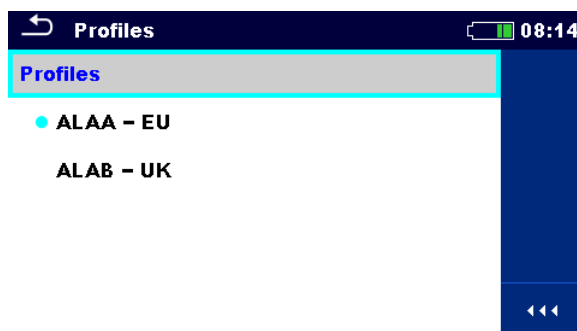 Profiles 08:14
Profiles
ALAA – EU
ALAB – UK